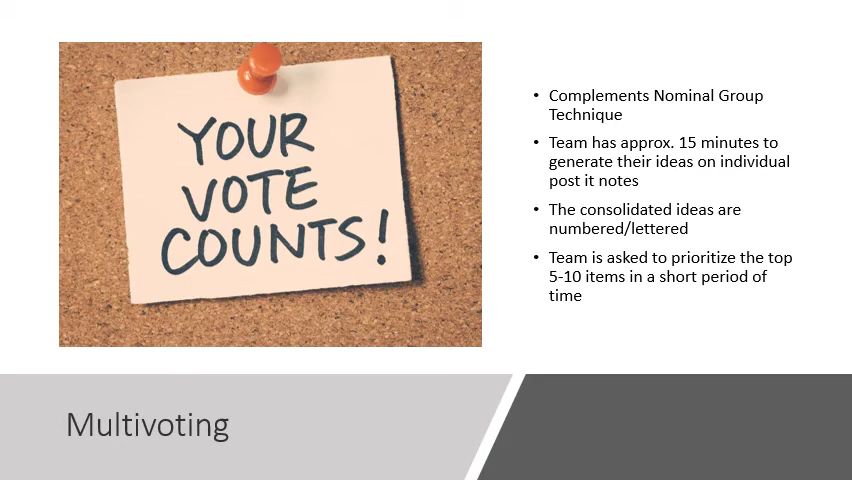 YOUR
VOTE
COUNTS!
• Complements Nominal Group
Technique
• Team has approx. 15 minutes to
generate their ideas on individual
post it notes
• The consolidated ideas are
numbered/lettered
• Team is asked to prioritize the top
5-10 items in a short period of
time
Multivoting